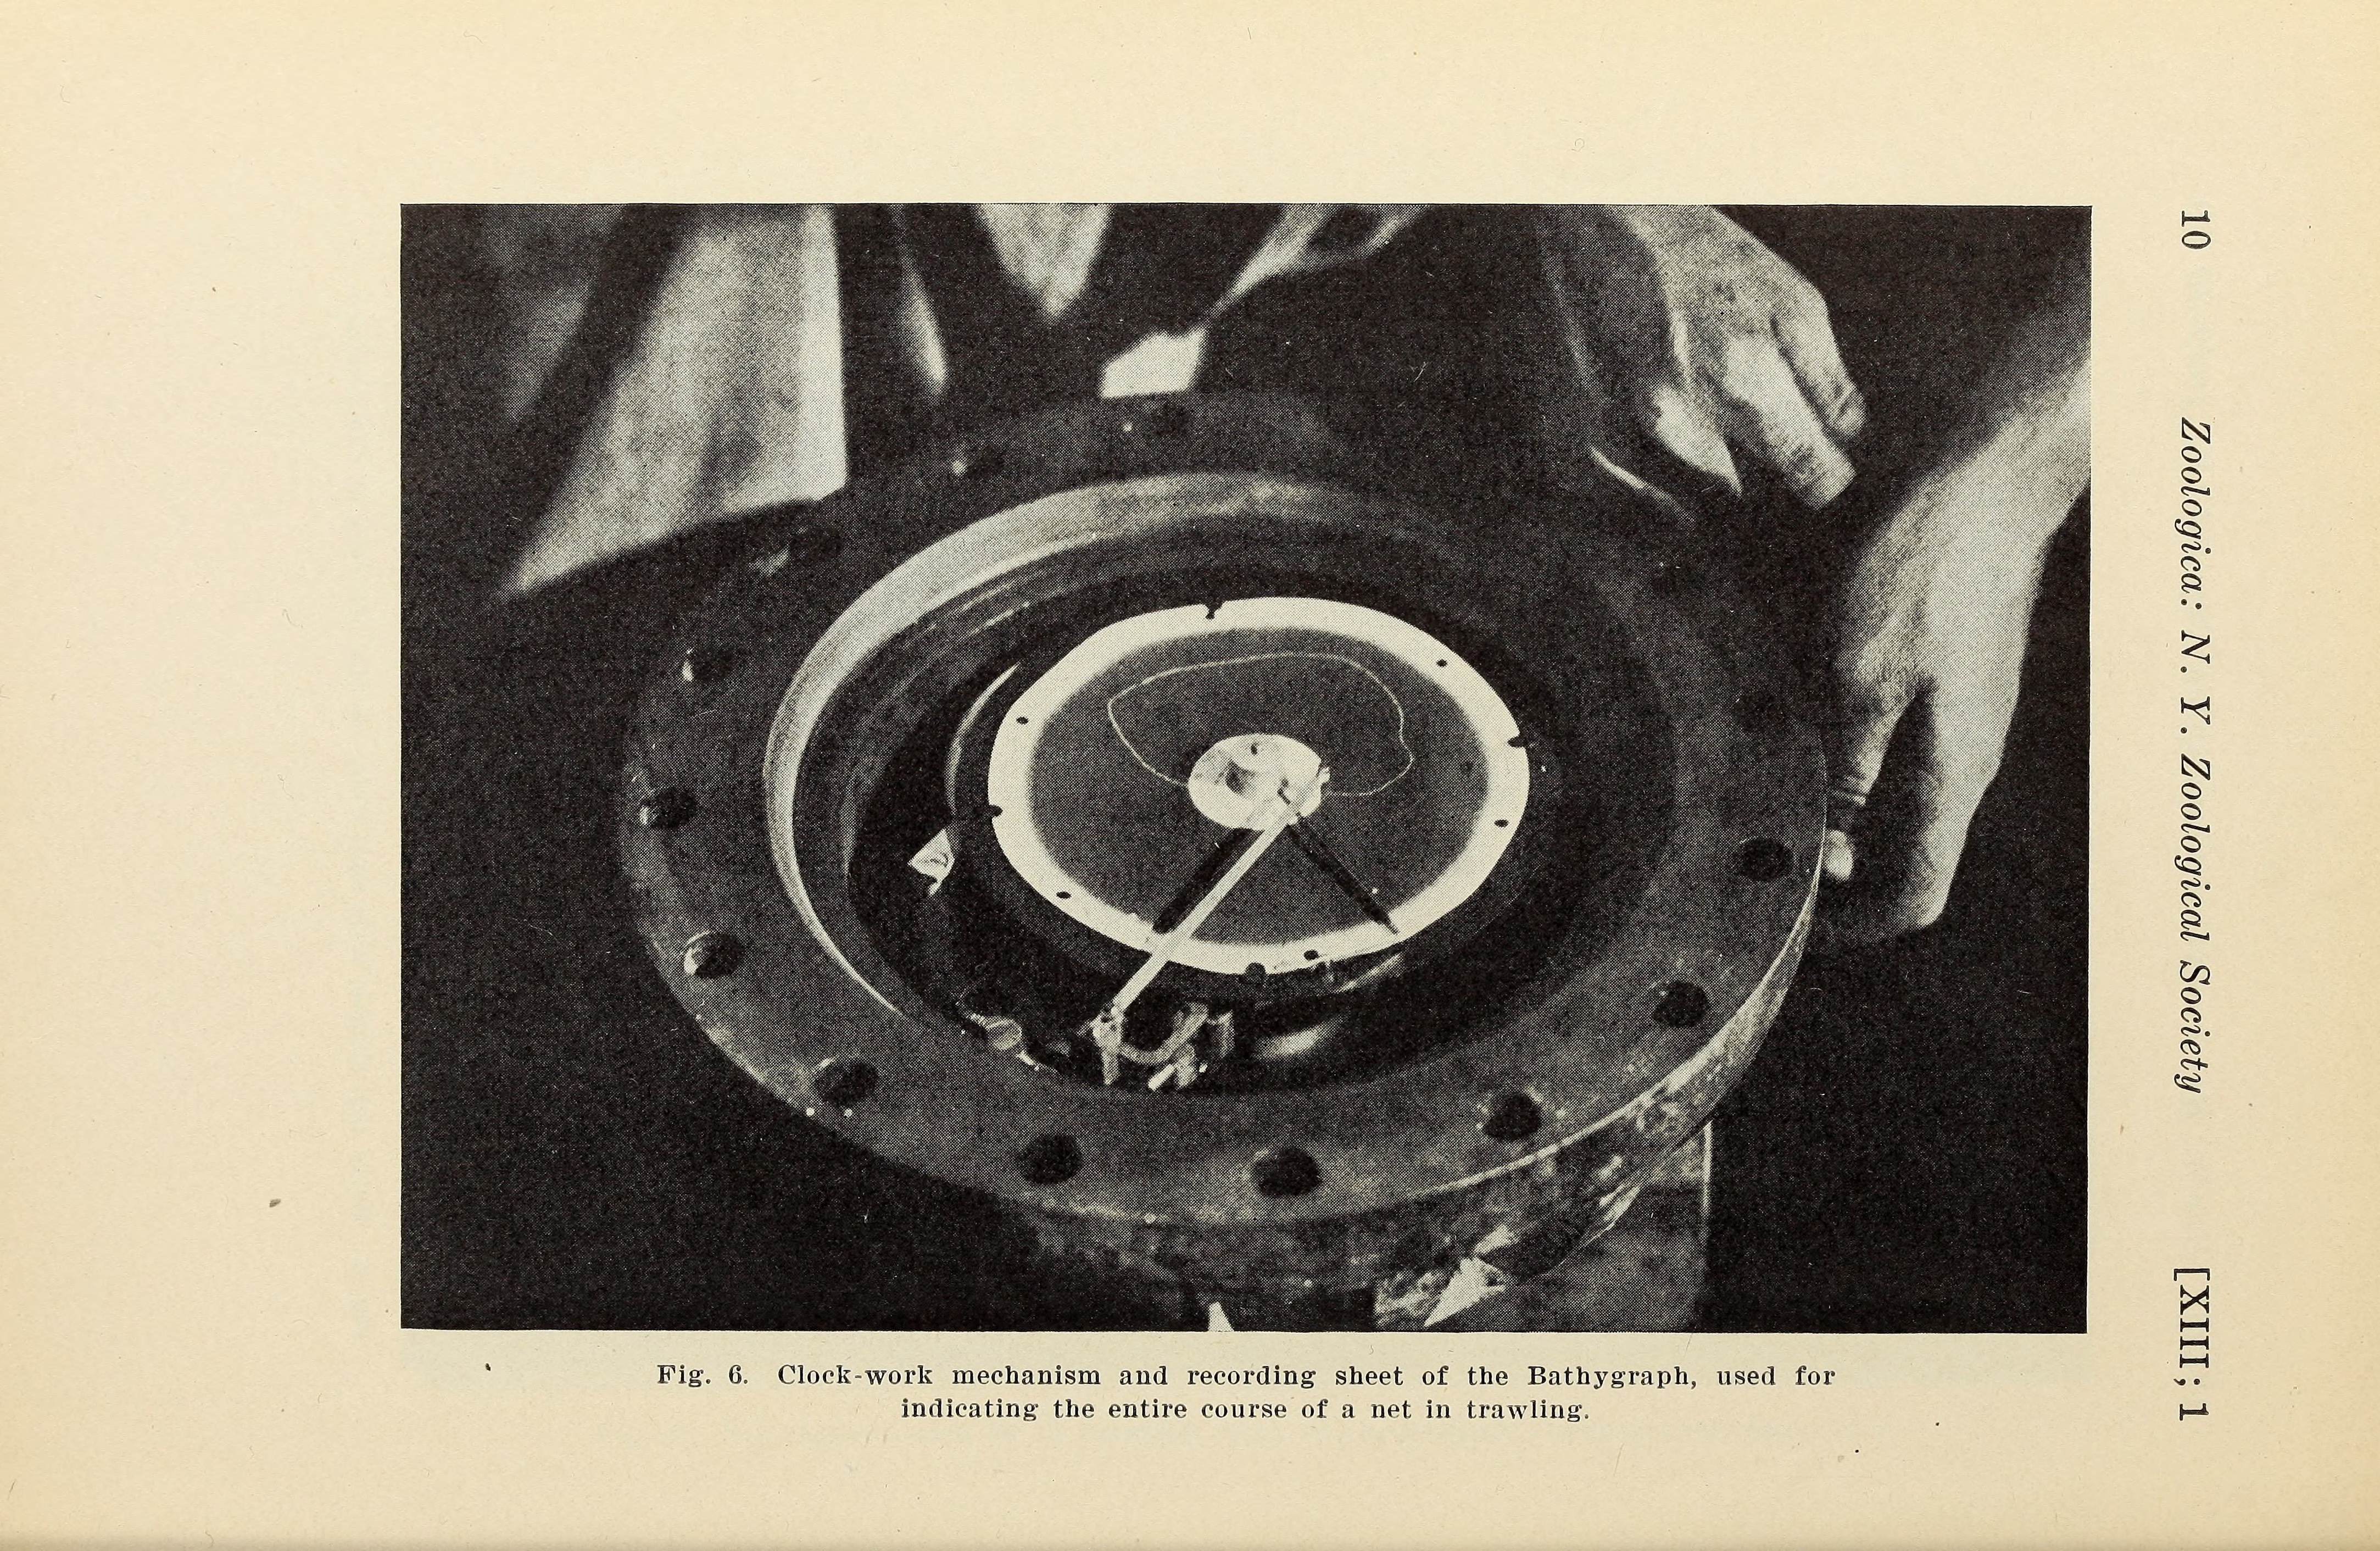 10 Zoologica: N. Y. Zoological Society [XIII; 1
Fig. 6. Clock-work mechanism and recording sheet of the Bathygraph, used for
indicating the entire course of a net in trawling.